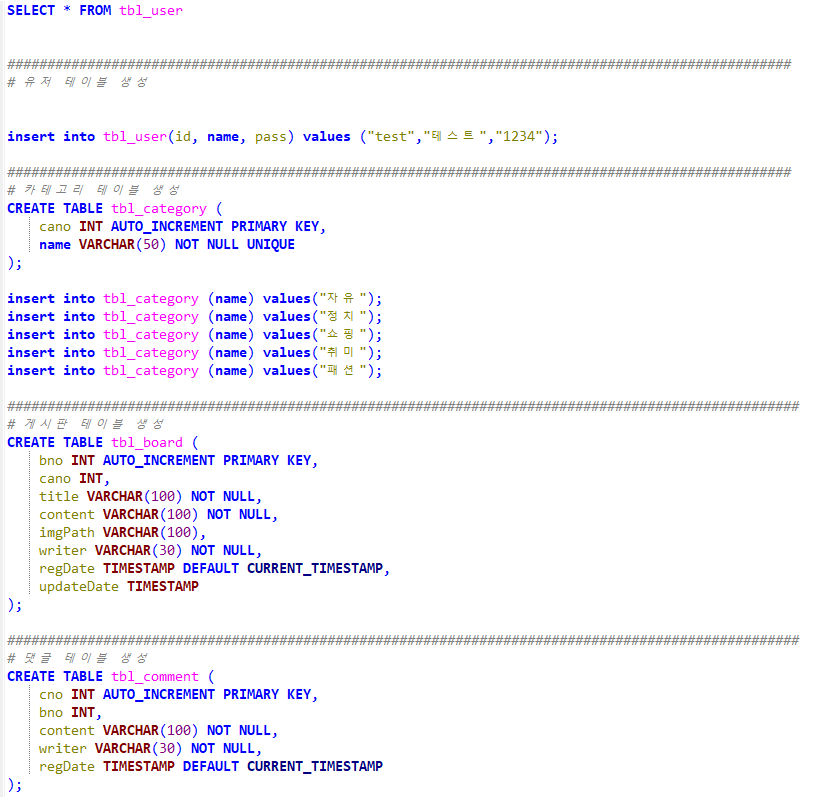 SELECT * FROM tbl_user
##################################################################################################
# 유저 테이블 생성
insert into tbl_user(id, name, pass) values ("test","테스트","1234");
##################################################################################################
# 카테고리 테이블 생성
CREATE TABLE tbl_category (
cano INT AUTO_INCREMENT PRIMARY KEY,
name VARCHAR(50) NOT NULL UNIQUE
);
insert into tbl_category (name) values("자유");
insert into tbl_category (name) values("정치");
insert into tbl_category (name) values("쇼핑");
insert into tbl_category (name) values("취미");
insert into tbl_category (name) values("패션");
###################################################################################################
# 게시판 테이블 생성
CREATE TABLE tbl_board (
bno INT AUTO_INCREMENT PRIMARY KEY,
cano INT,
title VARCHAR(100) NOT NULL,
content VARCHAR(100) NOT NULL,
imgPath VARCHAR(100),
writer VARCHAR(30) NOT NULL,
regDate TIMESTAMP DEFAULT CURRENT_TIMESTAMP,
updateDate TIMESTAMP
);
###################################################################################################
# 댓글 테이블 생성
CREATE TABLE tbl_comment (
cno INT AUTO_INCREMENT PRIMARY KEY,
bno INT,
content VARCHAR(100) NOT NULL,
writer VARCHAR(30) NOT NULL,
regDate TIMESTAMP DEFAULT CURRENT_TIMESTAMP
);